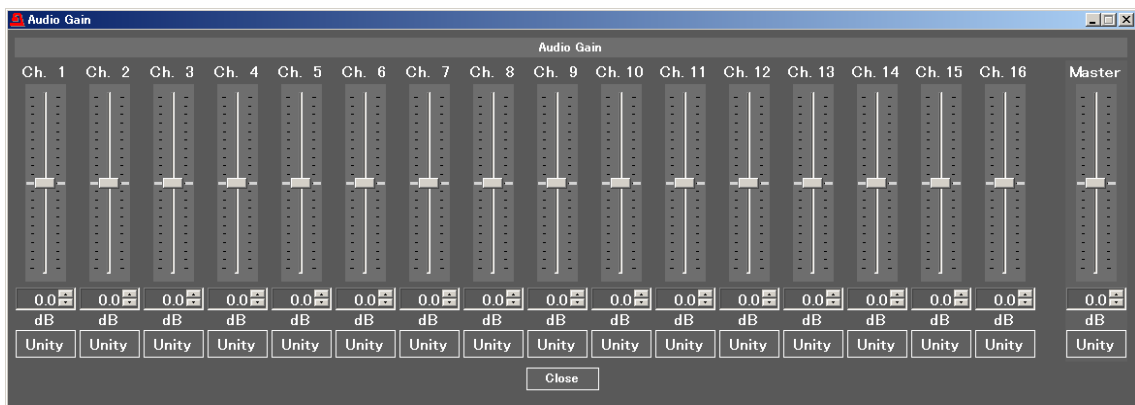 Audio Gain
Audio Gain
Ch. 1 Ch. 2 Ch. 3 Ch. 4 Ch. 5 Ch. 6 Ch. 7 Ch. 8 Ch. 9 Ch. 10 Ch. 11 Ch. 12 Ch. 13 Ch. 14 Ch. 15 Ch. 16 Master
0.0 0.0 0.0 0.0 0.0 0.0 0.0 0.0 0.0 0.0 0.0 0.0 0.0 0.0 0.0 0.0 0.0
dB dB dB dB dB dB dB dB dB dB dB dB dB dB dB dB dB
Unity Unity Unity Unity Unity Unity Unity Unity Unity Unity Unity Unity Unity Unity Unity Unity Unity
Close